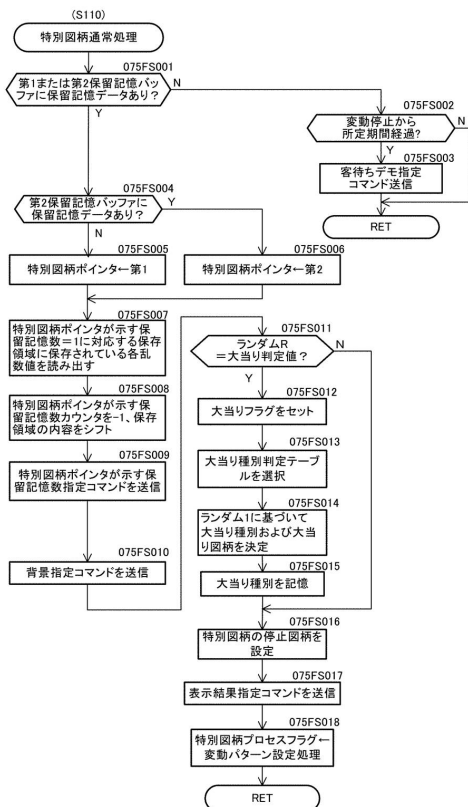 (S110)
特別図柄通常処理
075FS001
第1または第2保留記憶バッ
ファに保留記憶データあり?
N
Y
075FS002
変動停止から
所定期間経過?
N
Y
075FS003
客待ちデモ指定
コマンド送信
RET
075FS004
第2保留記憶バッファに
保留記憶データあり?
Y
N
075FS005
特別図柄ポインタ←第1
075FS006
特別図柄ポインタ←第2
075FS007
特別図柄ポインタが示す保
留記憶数=1に対応する保存
領域に保存されている各乱
数値を読み出す
075FS008
特別図柄ポインタが示す保
留記憶数カウンタを-1、保存
領域の内容をシフト
075FS009
特別図柄ポインタが示す保
留記憶数指定コマンドを送信
075FS010
背景指定コマンドを送信
075FS011
ランダムR
=大当り判定値?
N
Y
075FS012
大当りフラグをセット
075FS013
大当り種別判定テーブ
ルを選択
075FS014
ランダム1に基づいて
大当り種別および大当
り図柄を決定
075FS015
大当り種別を記憶
075FS016
特別図柄の停止図柄を
設定
075FS017
表示結果指定コマンドを送信
075FS018
特別図柄プロセスフラグ←
変動パターン設定処理
RET